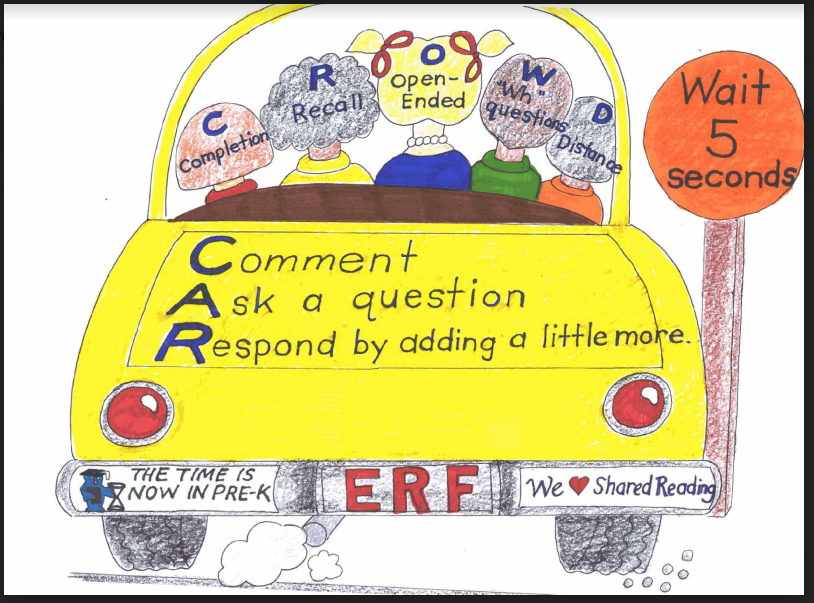 C
Completion
R
Recall
O
Open-
Ended
W
"Wh"
questions
D
Distance
Wait
5
seconds
Comment
Ask a question
Respond by adding a little more..
THE TIME IS
NOW IN PRE-K
ERF
We ♥ Shared Reading